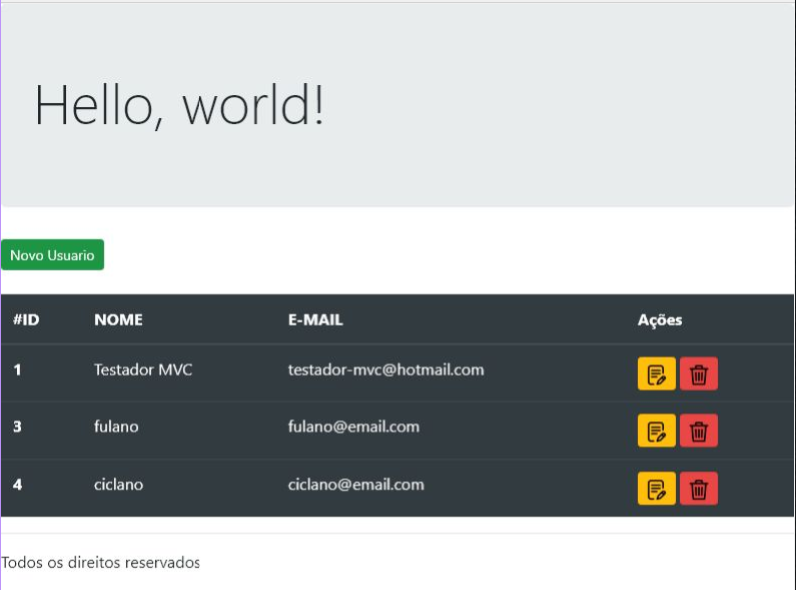 Hello, world!
Novo Usuario
#ID NOME E-MAIL Ações
1 Testador MVC testador-mvc@hotmail.com
3 fulano fulano@email.com
4 ciclano ciclano@email.com
Todos os direitos reservados